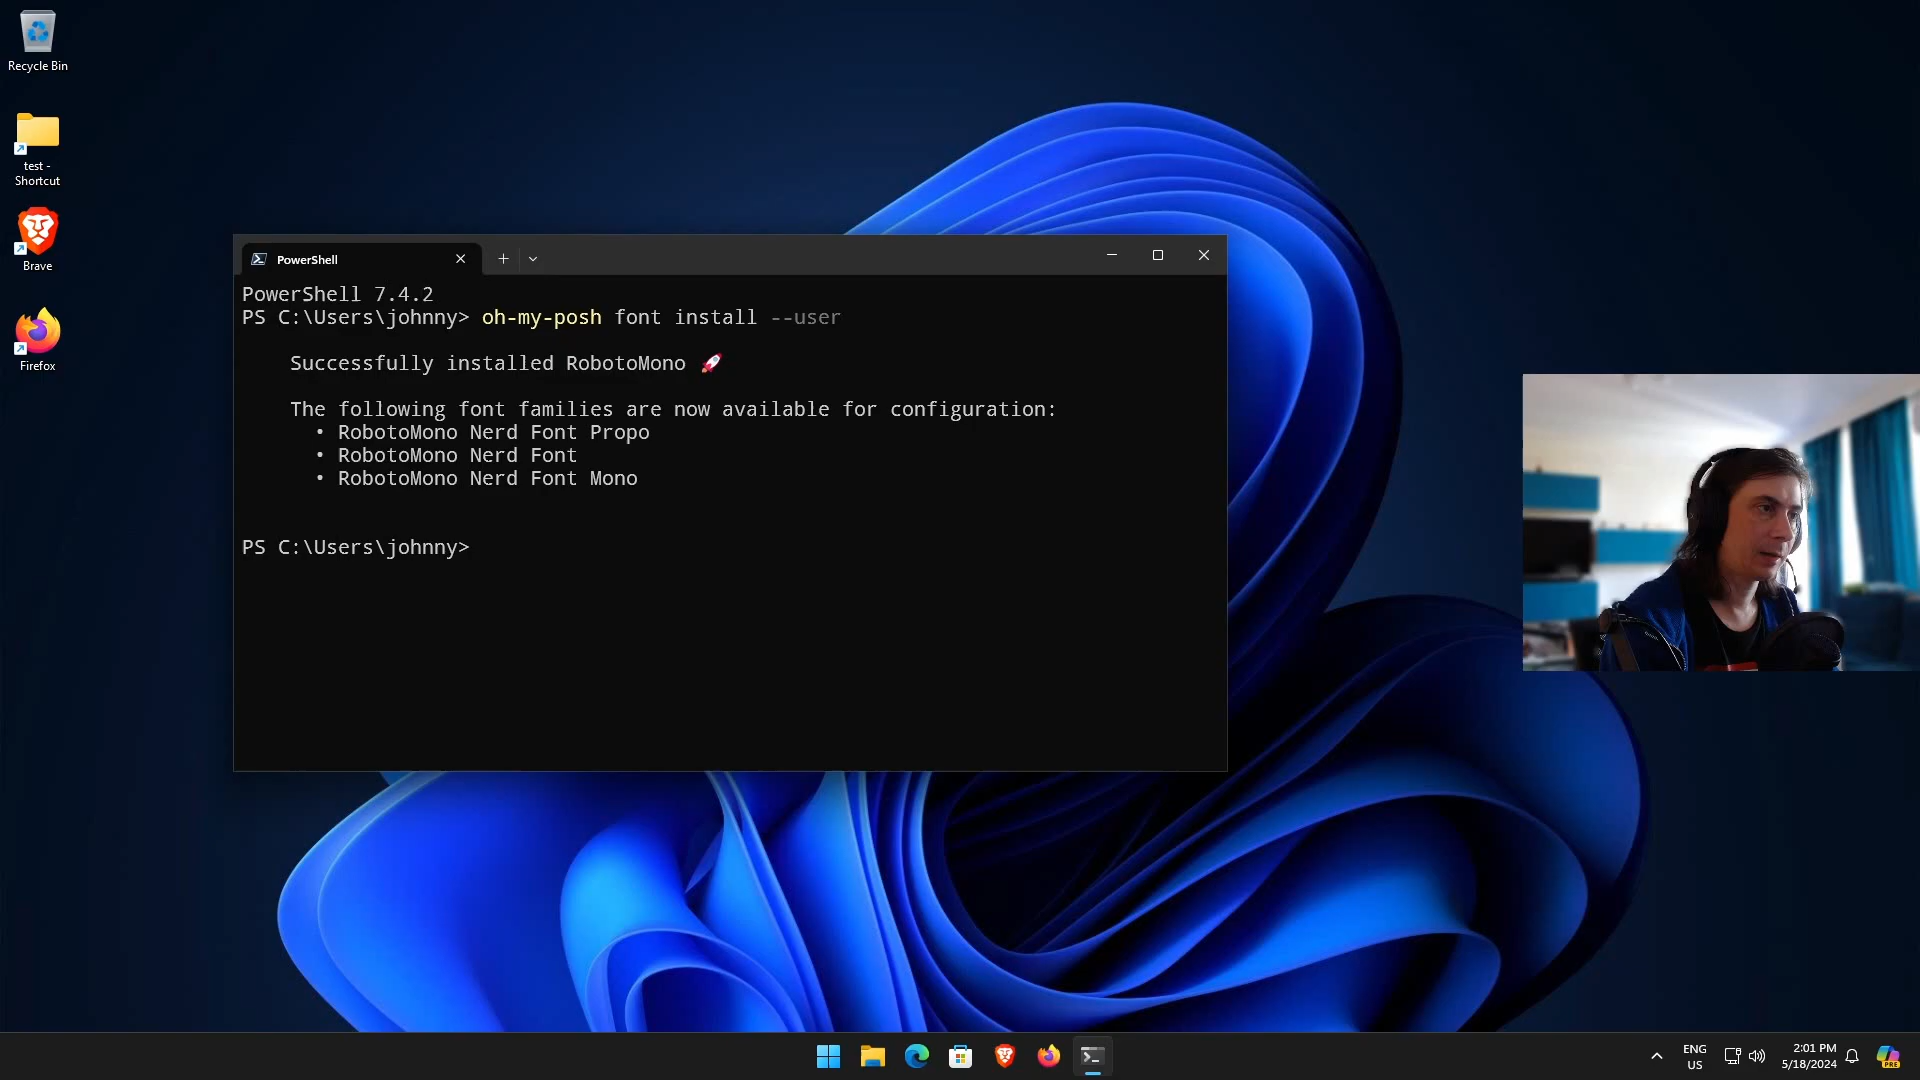 Recycle Bin
test -
Shortcut
Brave
Firefox
PowerShell
PowerShell 7.4.2
PS C:\Users\johnny> oh-my-posh font install --user
Successfully installed RobotoMono 🚀
The following font families are now available for configuration:
• RobotoMono Nerd Font Propo
• RobotoMono Nerd Font
• RobotoMono Nerd Font Mono
PS C:\Users\johnny>
ENG
US
2:01 PM
5/18/2024
PRE